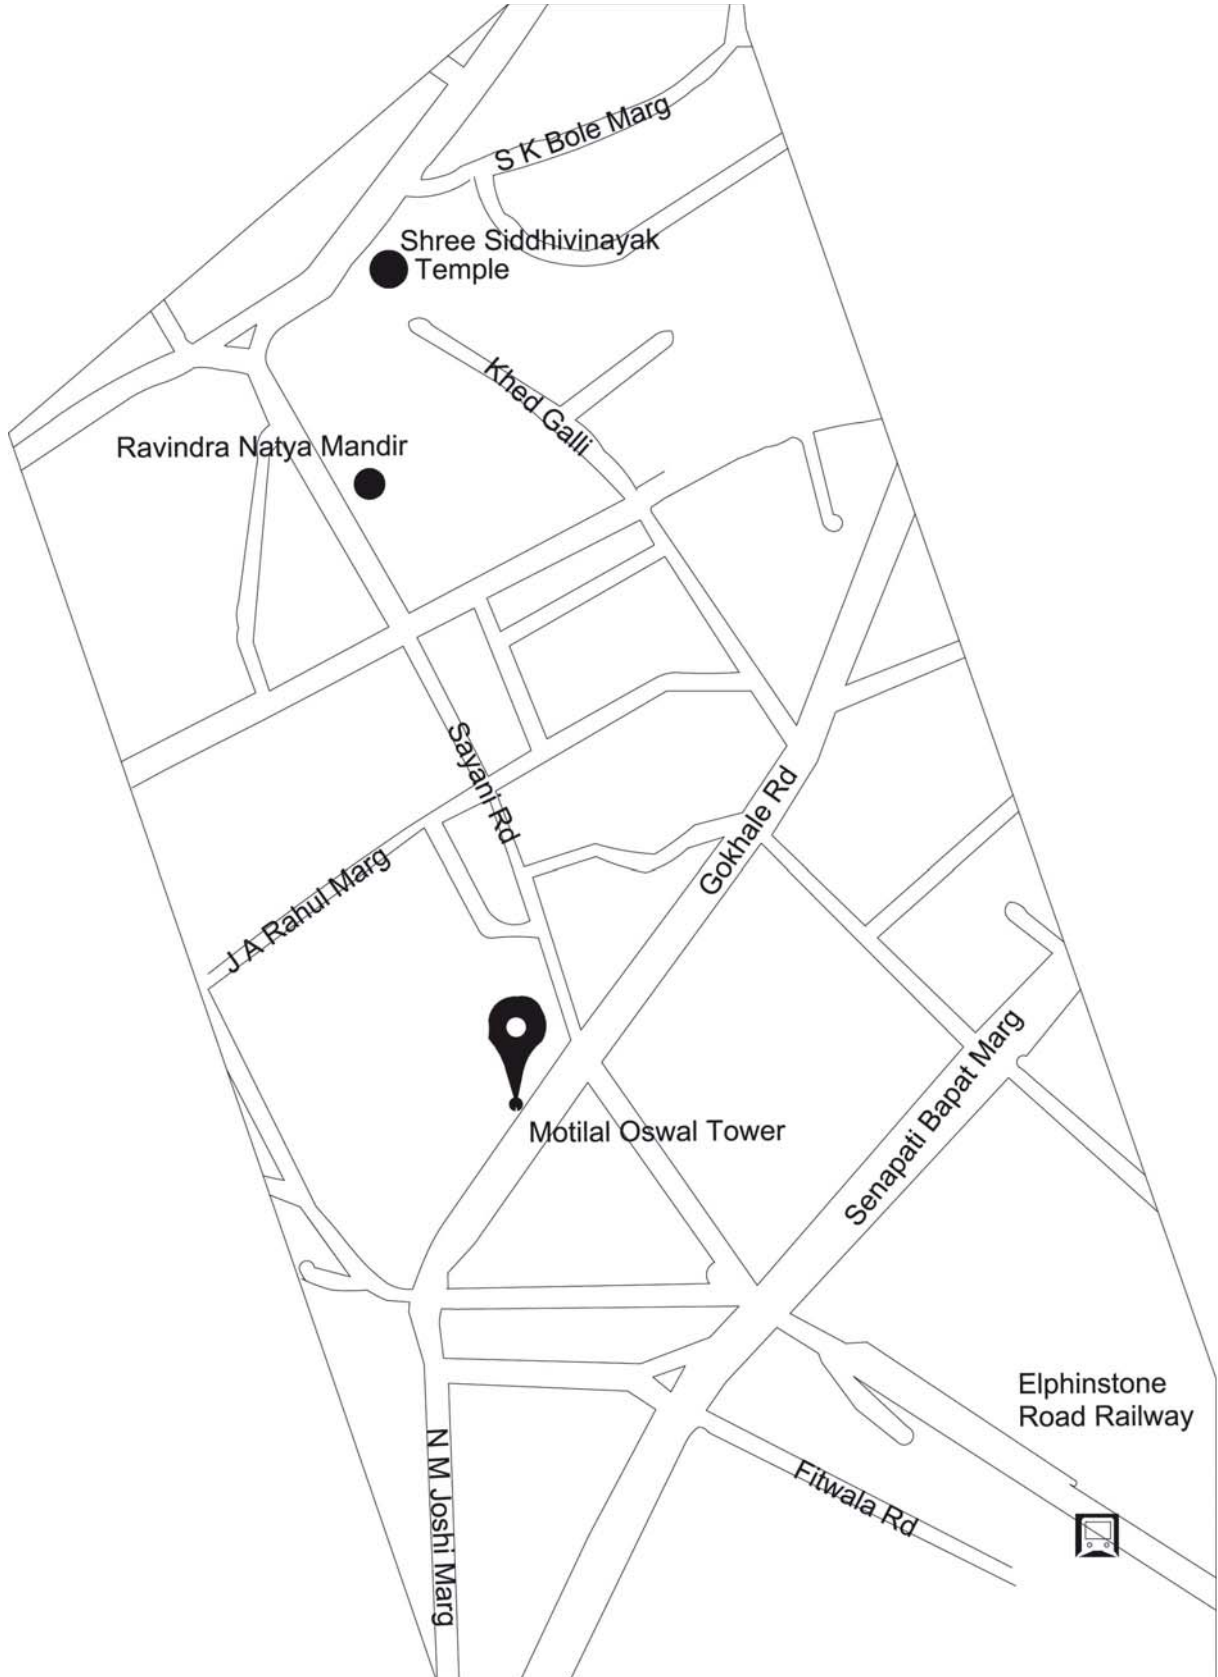 S K Bole Marg
Shree Siddhivinayak
Temple
Khed Galli
Ravindra Natya Mandir
Sayani Rd
Gokhale Rd
J A Rahul Marg
Motilal Oswal Tower
Senapati Bapat Marg
Elphinstone
Road Railway
N M Joshi Marg
Fitwala Rd